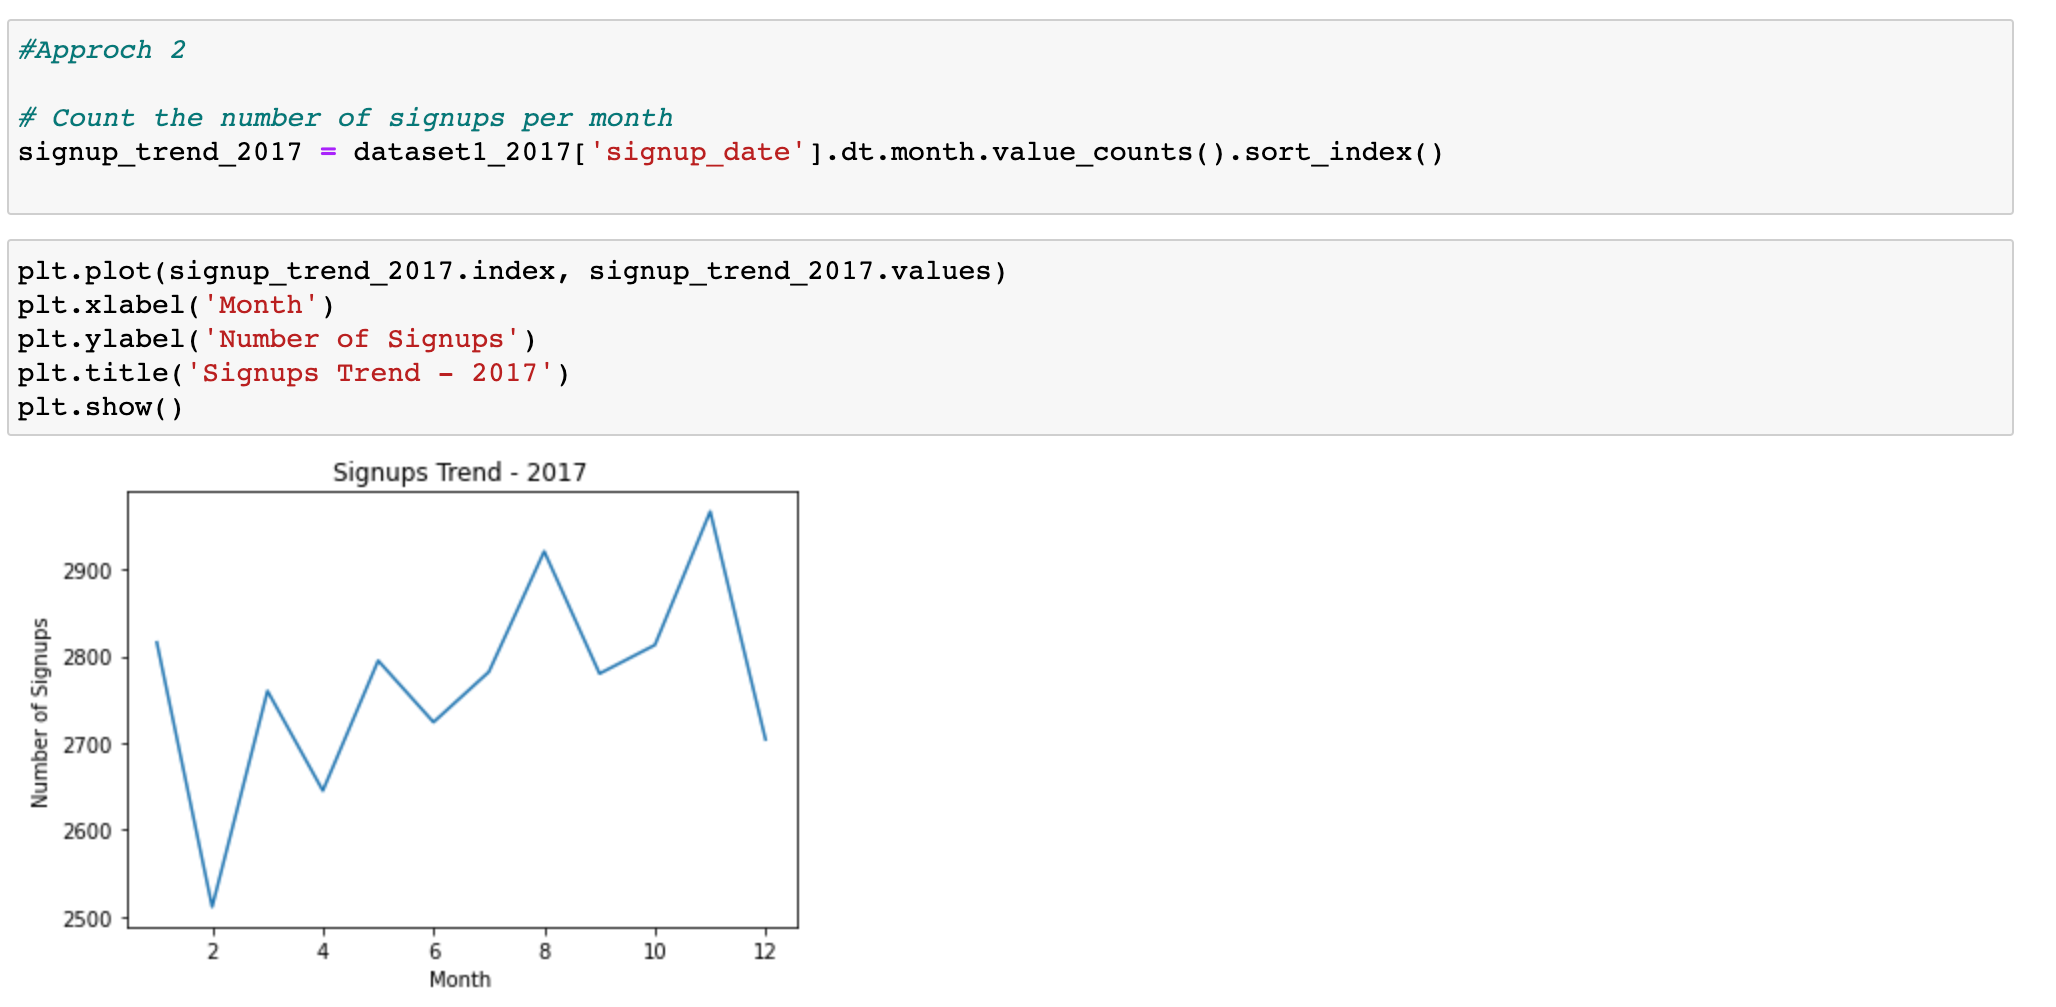 #Approch 2
# Count the number of signups per month
signup_trend_2017 = dataset1_2017['signup_date'].dt.month.value_counts().sort_index()
plt.plot(signup_trend_2017.index, signup_trend_2017.values)
plt.xlabel('Month')
plt.ylabel('Number of Signups')
plt.title('Signups Trend - 2017')
plt.show()
Signups Trend - 2017
Number of Signups
2900
2800
2700
2600
2500
2 4 6 8 10 12
Month